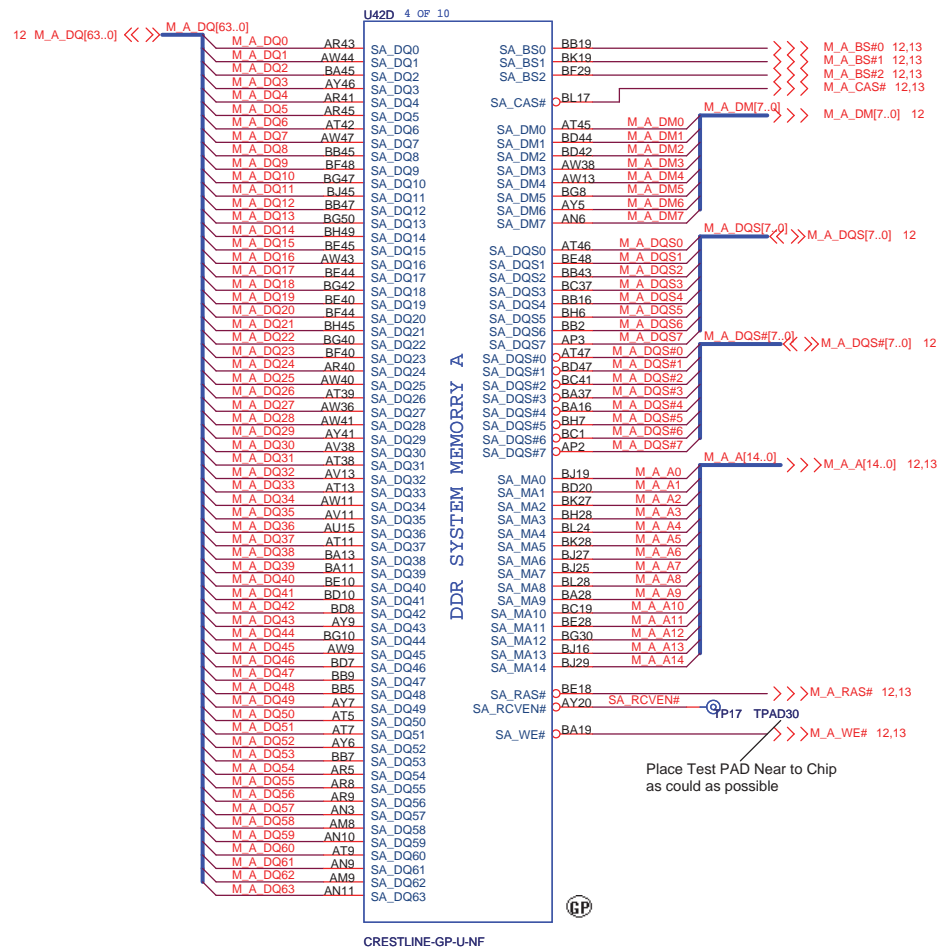 U42D 4 OF 10
12 M_A_DQ[63..0] M_A_DQ[63..0]
M_A_DQ0 AR43 SA_DQ0
M_A_DQ1 AW44 SA_DQ1
M_A_DQ2 BA45 SA_DQ2
M_A_DQ3 AY46 SA_DQ3
M_A_DQ4 AR41 SA_DQ4
M_A_DQ5 AR45 SA_DQ5
M_A_DQ6 AT42 SA_DQ6
M_A_DQ7 AW47 SA_DQ7
M_A_DQ8 BB45 SA_DQ8
M_A_DQ9 BF48 SA_DQ9
M_A_DQ10 BG47 SA_DQ10
M_A_DQ11 BJ45 SA_DQ11
M_A_DQ12 BB47 SA_DQ12
M_A_DQ13 BG50 SA_DQ13
M_A_DQ14 BH49 SA_DQ14
M_A_DQ15 BE45 SA_DQ15
M_A_DQ16 AW43 SA_DQ16
M_A_DQ17 BE44 SA_DQ17
M_A_DQ18 BG42 SA_DQ18
M_A_DQ19 BE40 SA_DQ19
M_A_DQ20 BF44 SA_DQ20
M_A_DQ21 BH45 SA_DQ21
M_A_DQ22 BG40 SA_DQ22
M_A_DQ23 BF40 SA_DQ23
M_A_DQ24 AR40 SA_DQ24
M_A_DQ25 AW40 SA_DQ25
M_A_DQ26 AT39 SA_DQ26
M_A_DQ27 AW36 SA_DQ27
M_A_DQ28 AW41 SA_DQ28
M_A_DQ29 AY41 SA_DQ29
M_A_DQ30 AV38 SA_DQ30
M_A_DQ31 AT38 SA_DQ31
M_A_DQ32 AV13 SA_DQ32
M_A_DQ33 AT13 SA_DQ33
M_A_DQ34 AW11 SA_DQ34
M_A_DQ35 AV11 SA_DQ35
M_A_DQ36 AU15 SA_DQ36
M_A_DQ37 AT11 SA_DQ37
M_A_DQ38 BA13 SA_DQ38
M_A_DQ39 BA11 SA_DQ39
M_A_DQ40 BE10 SA_DQ40
M_A_DQ41 BD10 SA_DQ41
M_A_DQ42 BD8 SA_DQ42
M_A_DQ43 AY9 SA_DQ43
M_A_DQ44 BG10 SA_DQ44
M_A_DQ45 AW9 SA_DQ45
M_A_DQ46 BD7 SA_DQ46
M_A_DQ47 BB9 SA_DQ47
M_A_DQ48 BB5 SA_DQ48
M_A_DQ49 AY7 SA_DQ49
M_A_DQ50 AT5 SA_DQ50
M_A_DQ51 AT7 SA_DQ51
M_A_DQ52 AY6 SA_DQ52
M_A_DQ53 BB7 SA_DQ53
M_A_DQ54 AR5 SA_DQ54
M_A_DQ55 AR8 SA_DQ55
M_A_DQ56 AR9 SA_DQ56
M_A_DQ57 AN3 SA_DQ57
M_A_DQ58 AM8 SA_DQ58
M_A_DQ59 AN10 SA_DQ59
M_A_DQ60 AT9 SA_DQ60
M_A_DQ61 AN9 SA_DQ61
M_A_DQ62 AM9 SA_DQ62
M_A_DQ63 AN11 SA_DQ63
DDR SYSTEM MEMORRY A
SA_BS0 BB19 M_A_BS#0 12,13
SA_BS1 BK19 M_A_BS#1 12,13
SA_BS2 BF29 M_A_BS#2 12,13
SA_CAS# BL17 M_A_CAS# 12,13
M_A_DM[7..0] M_A_DM[7..0] 12
SA_DM0 AT45 M_A_DM0
SA_DM1 BD44 M_A_DM1
SA_DM2 BD42 M_A_DM2
SA_DM3 AW38 M_A_DM3
SA_DM4 AW13 M_A_DM4
SA_DM5 BG8 M_A_DM5
SA_DM6 AY5 M_A_DM6
SA_DM7 AN6 M_A_DM7
M_A_DQS[7..0] M_A_DQS[7..0] 12
SA_DQS0 AT46 M_A_DQS0
SA_DQS1 BE48 M_A_DQS1
SA_DQS2 BB43 M_A_DQS2
SA_DQS3 BC37 M_A_DQS3
SA_DQS4 BB16 M_A_DQS4
SA_DQS5 BH6 M_A_DQS5
SA_DQS6 BB2 M_A_DQS6
SA_DQS7 AP3 M_A_DQS7
M_A_DQS#[7..0] M_A_DQS#[7..0] 12
SA_DQS#0 AT47 M_A_DQS#0
SA_DQS#1 BD47 M_A_DQS#1
SA_DQS#2 BC41 M_A_DQS#2
SA_DQS#3 BA37 M_A_DQS#3
SA_DQS#4 BA16 M_A_DQS#4
SA_DQS#5 BH7 M_A_DQS#5
SA_DQS#6 BC1 M_A_DQS#6
SA_DQS#7 AP2 M_A_DQS#7
M_A_A[14..0] M_A_A[14..0] 12,13
SA_MA0 BJ19 M_A_A0
SA_MA1 BD20 M_A_A1
SA_MA2 BK27 M_A_A2
SA_MA3 BH28 M_A_A3
SA_MA4 BL24 M_A_A4
SA_MA5 BK28 M_A_A5
SA_MA6 BJ27 M_A_A6
SA_MA7 BJ25 M_A_A7
SA_MA8 BL28 M_A_A8
SA_MA9 BA28 M_A_A9
SA_MA10 BC19 M_A_A10
SA_MA11 BE28 M_A_A11
SA_MA12 BG30 M_A_A12
SA_MA13 BJ16 M_A_A13
SA_MA14 BJ29 M_A_A14
SA_RAS# BE18 M_A_RAS# 12,13
SA_RCVEN# AY20 SA_RCVEN# TP17 TPAD30
SA_WE# BA19 M_A_WE# 12,13
Place Test PAD Near to Chip
as could as possible
GP
CRESTLINE-GP-U-NF